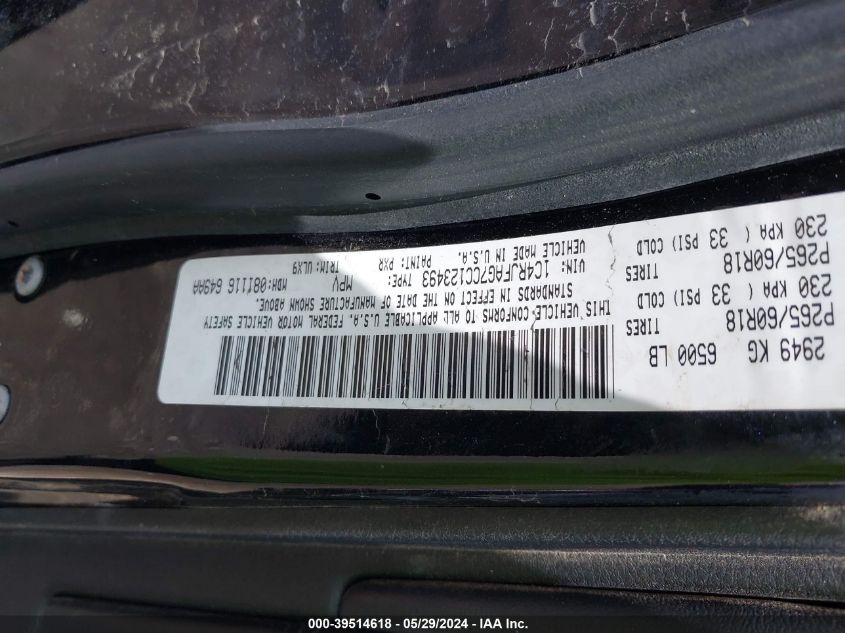 2949 KG 6500 LB
TIRES
P265/60R18
230 KPA ( 33 PSI) COLD
TIRES
P265/60R18
230 KPA ( 33 PSI) COLD
THIS VEHICLE CONFORMS TO ALL APPLICABLE U.S.A. FEDERAL MOTOR VEHICLE SAFETY
STANDARDS IN EFFECT ON THE DATE OF MANUFACTURE SHOWN ABOVE.
VIN: 1C4RJFAG7CC123493 TYPE: MPV MDH:081116 649AA
PAINT: PXR TRIM: ULX9
VEHICLE MADE IN U.S.A.
000-39514618 - 05/29/2024 - IAA Inc.